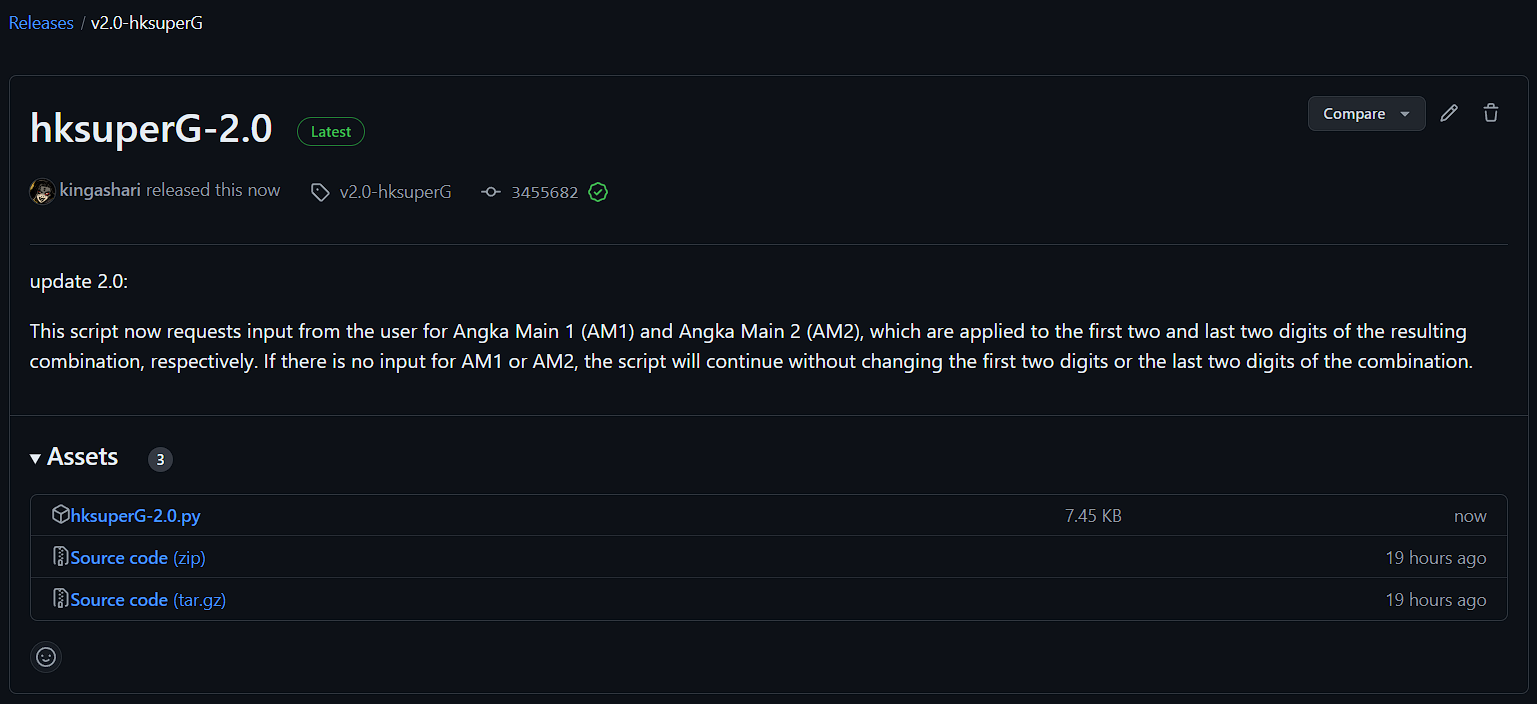 Releases / v2.0-hksuperG
hksuperG-2.0 Latest
Compare
kingashari released this now v2.0-hksuperG 3455682
update 2.0:
This script now requests input from the user for Angka Main 1 (AM1) and Angka Main 2 (AM2), which are applied to the first two and last two digits of the resulting
combination, respectively. If there is no input for AM1 or AM2, the script will continue without changing the first two digits or the last two digits of the combination.
Assets 3
hksuperG-2.0.py 7.45 KB now
Source code (zip) 19 hours ago
Source code (tar.gz) 19 hours ago